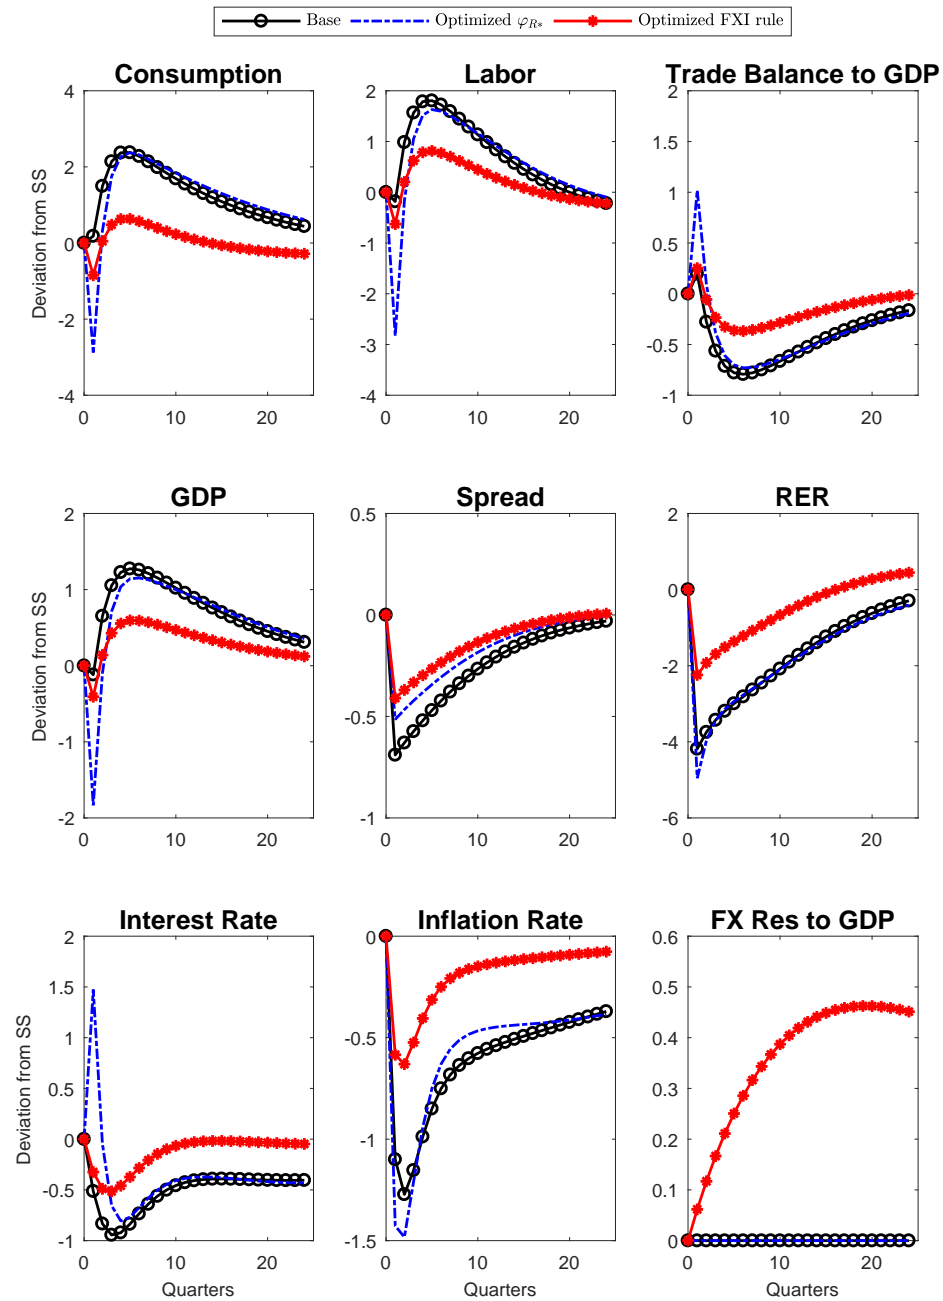 Base Optimized φR* Optimized FXI rule
Consumption Labor Trade Balance to GDP
4 2 2
2 1 1.5
0 0 1
-2 -1 0.5
-4 -2 0
-3 -0.5
-4 -1
Deviation from SS
0 10 20 0 10 20 0 10 20
GDP Spread RER
2 0.5 2
1 0 0
0 -0.5 -2
-1 -1 -4
-2 -6
Deviation from SS
0 10 20 0 10 20 0 10 20
Interest Rate Inflation Rate FX Res to GDP
2 0 0.6
1.5 -0.5 0.5
1 -1 0.4
0.5 -1.5 0.3
0 0.2
-0.5 0.1
-1 0
Deviation from SS
0 10 20 0 10 20 0 10 20
Quarters Quarters Quarters